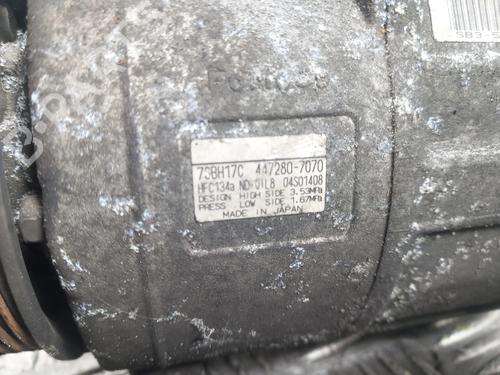 7SBH17C 447280-7070
HFC134a ND-OIL8 04S01408
DESIGN HIGH SIDE 3.53MPa
PRESS LOW SIDE 1.67MPa
MADE IN JAPAN